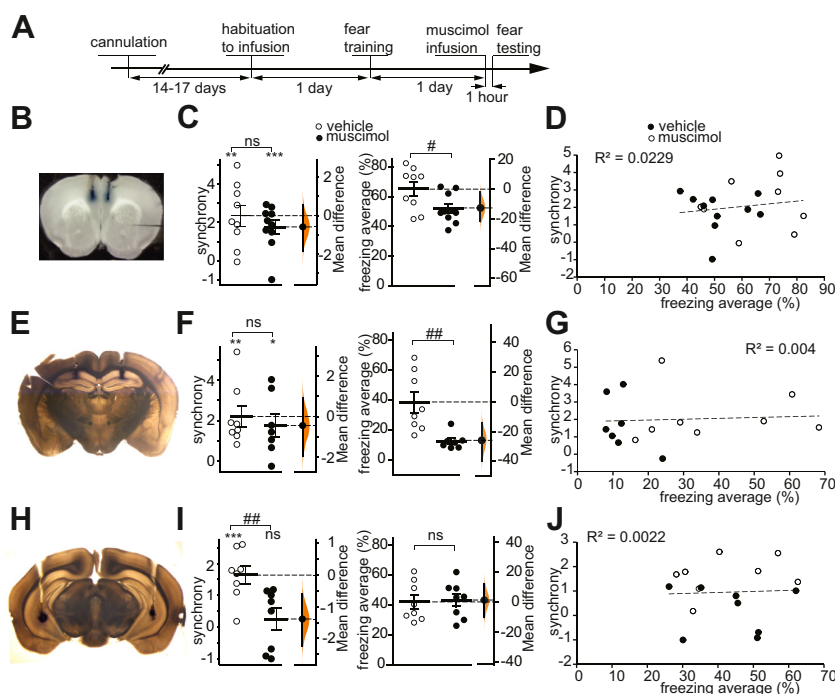 A
cannulation
habituation
to infusion
fear
training
muscimol
infusion
fear
testing
14-17 days
1 day
1 day
1 hour
B
C
vehicle
muscimol
ns
**
***
synchrony
4
2
0
-1
2
0
-2
Mean difference
#
freezing average (%)
80
60
40
20
0
20
0
-20
-40
-60
Mean difference
D
vehicle
muscimol
R² = 0.0229
synchrony
5
4
3
2
1
0
-1
-2
0
40
50
60
70
80
90
freezing average (%)
E
F
ns
**
*
synchrony
4
2
0
2
0
-2
Mean difference
##
freezing average (%)
80
60
40
20
0
40
20
0
-20
-40
Mean difference
G
R² = 0.004
synchrony
6
5
4
3
2
1
0
-1
0
10
20
30
40
50
60
70
freezing average (%)
H
I
##
***
ns
synchrony
2
1
0
-1
1
0
-1
-2
Mean difference
ns
freezing average (%)
80
60
40
20
0
40
20
0
-20
-40
Mean difference
J
R² = 0.0022
synchrony
3
2
1
0
-1
-2
0
20
30
40
50
60
70
freezing average (%)